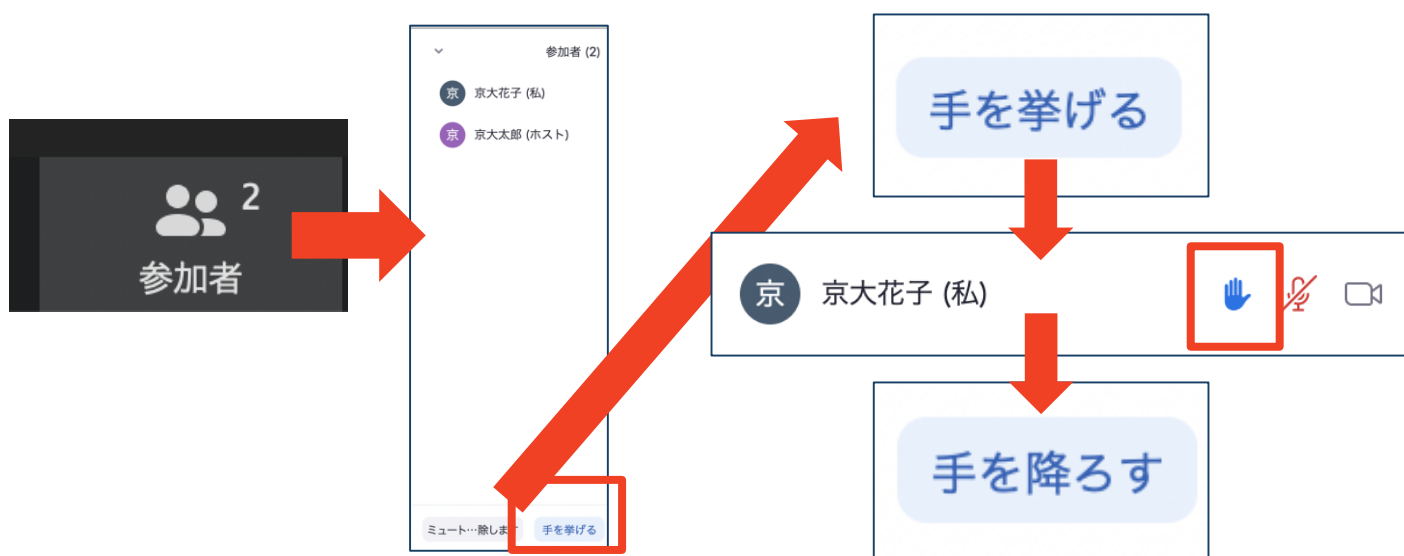 2
参加者
参加者 (2)
京 京大花子 (私)
京 京大太郎 (ホスト)
ミュート…除します
手を挙げる
手を挙げる
京 京大花子 (私)
手を降ろす